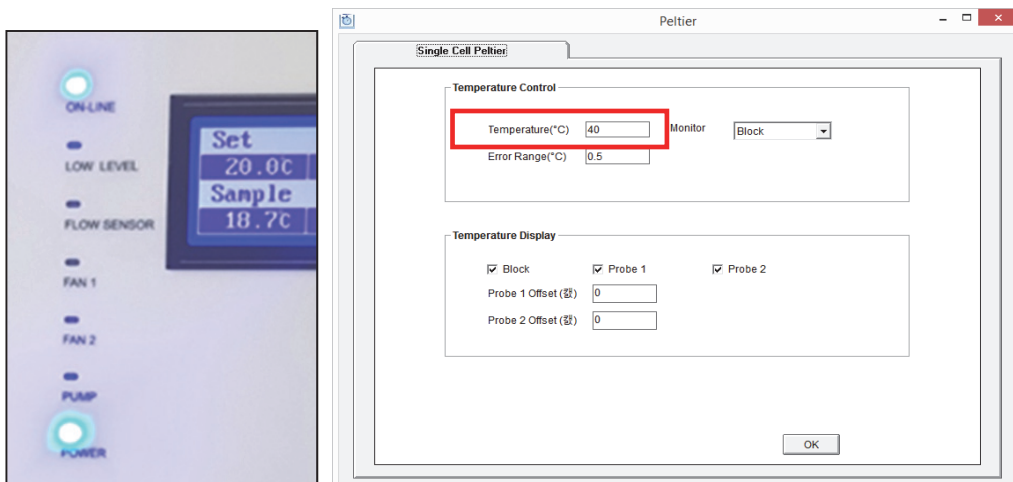 ON-LINE
LOW LEVEL
FLOW SENSOR
FAN 1
FAN 2
PUMP
POWER
Set
20.0C
Sample
18.7C
Peltier
Single Cell Peltier
Temperature Control
Temperature(°C) 40 Monitor Block
Error Range(°C) 0.5
Temperature Display
Block Probe 1 Probe 2
Probe 1 Offset (캜) 0
Probe 2 Offset (캜) 0
OK